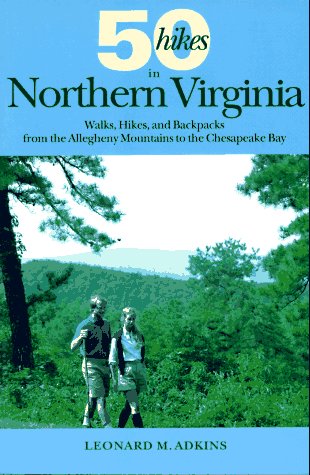 50 hikes
in
Northern Virginia
Walks, Hikes, and Backpacks
from the Allegheny Mountains to the Chesapeake Bay
LEONARD M. ADKINS